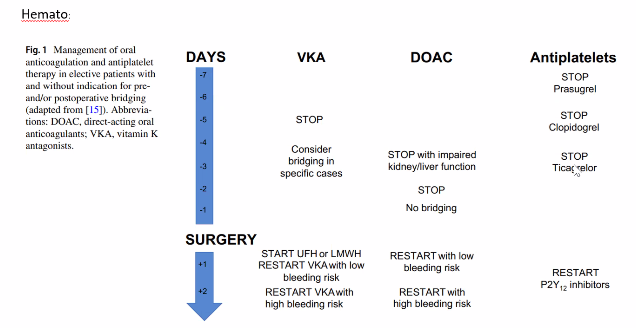 Hemato:
Fig. 1 Management of oral
anticoagulation and antiplatelet
therapy in elective patients with
and without indication for pre-
and/or postoperative bridging
(adapted from [15]). Abbrevia-
tions: DOAC, direct-acting oral
anticoagulants; VKA, vitamin K
antagonists.
DAYS VKA DOAC Antiplatelets
-7 STOP
Prasugrel
-6
-5 STOP STOP
Clopidogrel
-4
Consider
bridging in
specific cases
-3 STOP with impaired
kidney/liver function
STOP
Ticagrelor
-2 STOP
-1 No bridging
SURGERY
+1 START UFH or LMWH
RESTART VKA with low
bleeding risk
RESTART with low
bleeding risk
+2 RESTART VKA with
high bleeding risk
RESTART with
high bleeding risk
RESTART
P2Y12 inhibitors